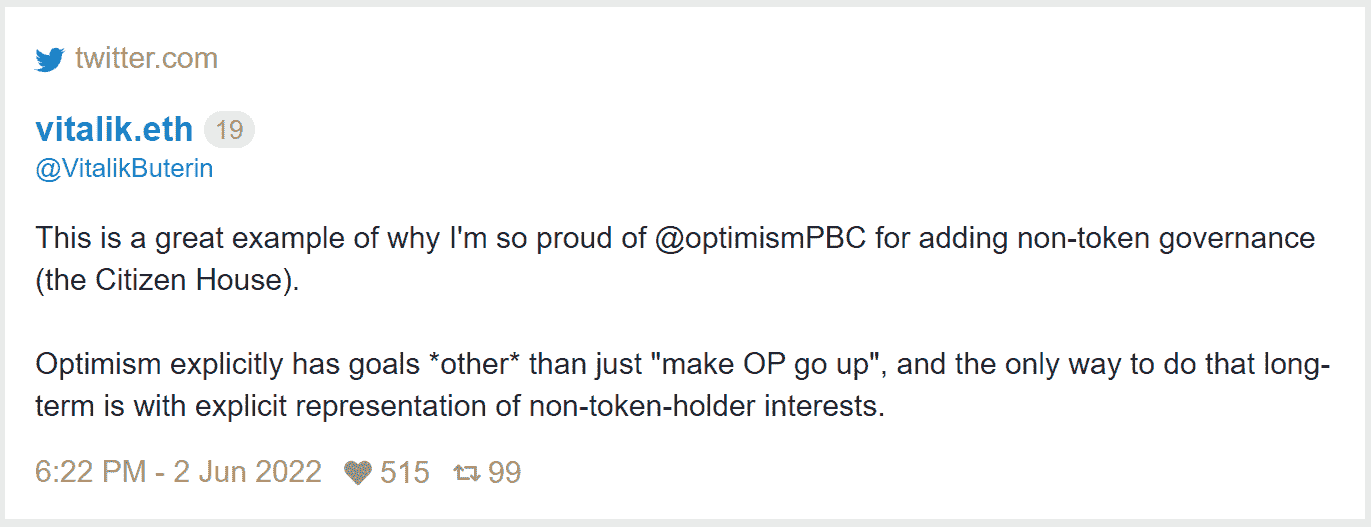 twitter.com
vitalik.eth 19
@VitalikButerin
This is a great example of why I'm so proud of @optimismPBC for adding non-token governance
(the Citizen House).
Optimism explicitly has goals *other* than just "make OP go up", and the only way to do that long-
term is with explicit representation of non-token-holder interests.
6:22 PM - 2 Jun 2022 515 99